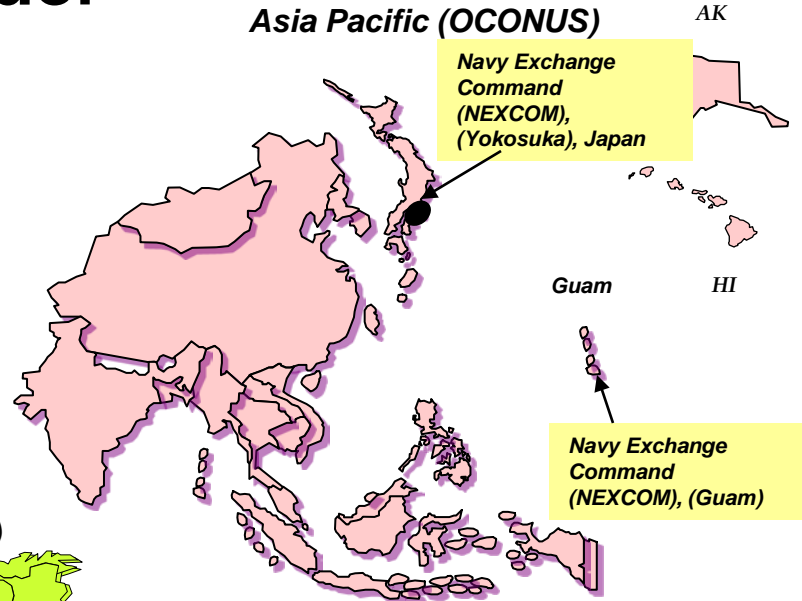 Asia Pacific (OCONUS)
AK
Navy Exchange
Command
(NEXCOM),
(Yokosuka), Japan
Guam
HI
Navy Exchange
Command
(NEXCOM), (Guam)